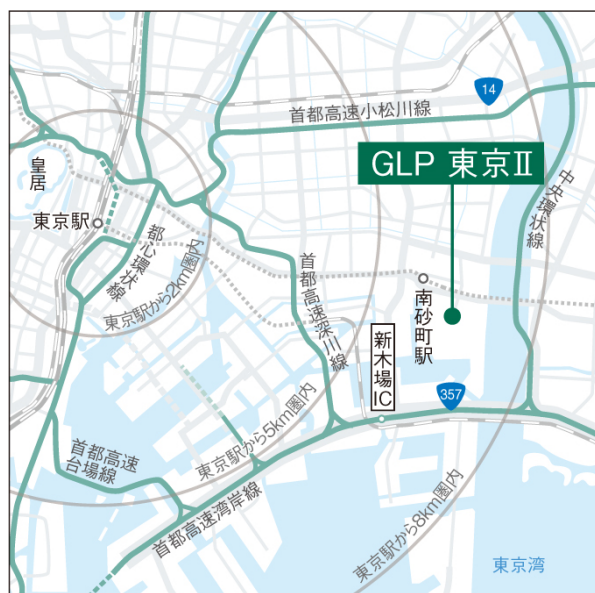 14
首都高速小松川線
GLP 東京Ⅱ
中央環状線
皇居
東京駅
都心環状線
東京駅から2km圏内
首都高速深川線
南砂町駅
新木場
IC
357
東京駅から5km圏内
首都高速
台場線
首都高速湾岸線
東京駅から8km圏内
東京湾